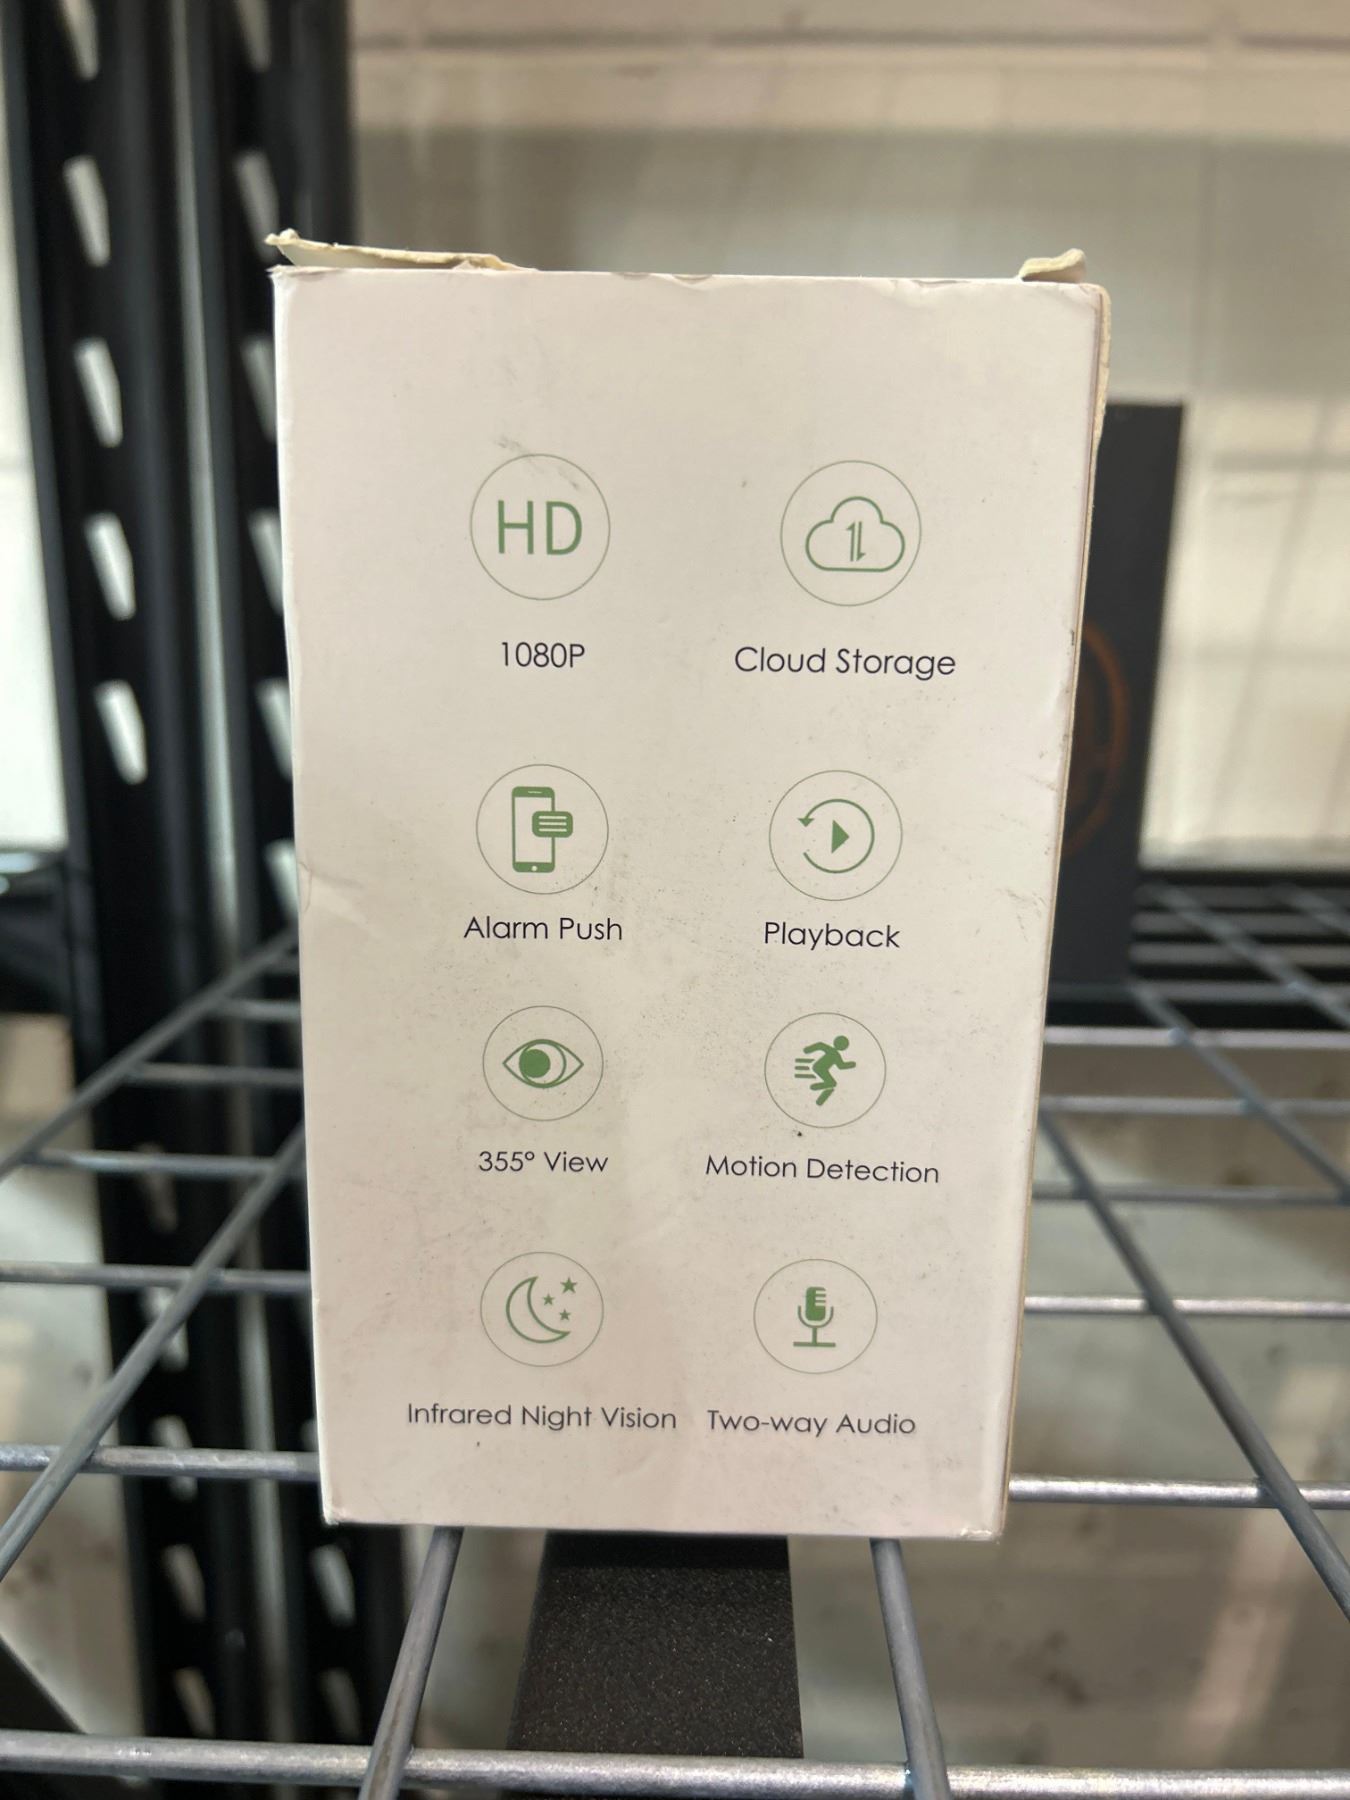 HD
1080P
Cloud Storage
Alarm Push
Playback
355° View
Motion Detection
Infrared Night Vision
Two-way Audio